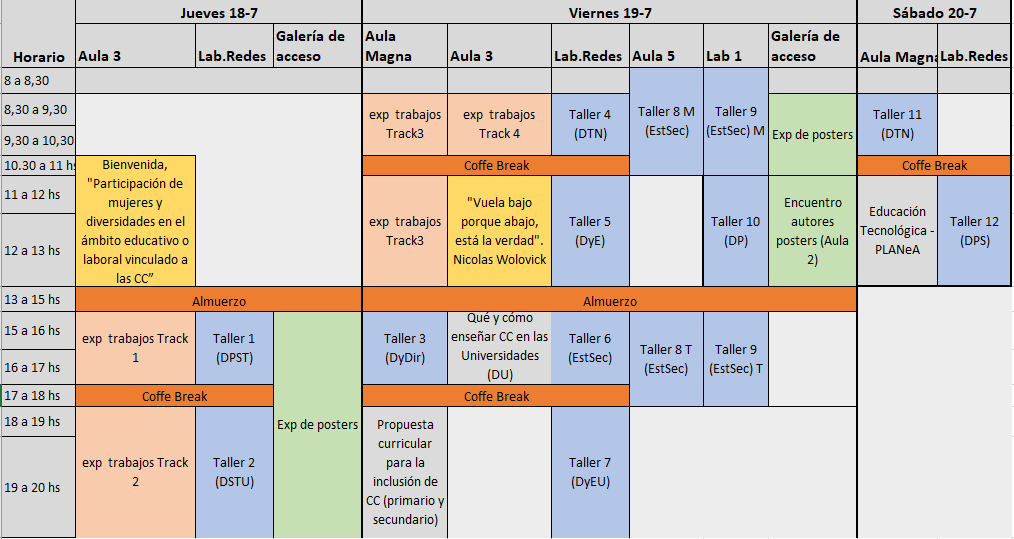 Jueves 18-7
Viernes 19-7
Sábado 20-7
Horario
Aula 3
Lab.Redes
Galería de
acceso
Aula
Magna
Aula 3
Lab.Redes
Aula 5
Lab 1
Galería de
acceso
Aula Magna
Lab.Redes
8 a 8,30
8,30 a 9,30
9,30 a 10,30
exp trabajos
Track3
exp trabajos
Track 4
Taller 4
(DTN)
Taller 8 M
(EstSec)
Taller 9
(EstSec) M
Exp de posters
Taller 11
(DTN)
10.30 a 11 hs
Coffe Break
Coffe Break
Bienvenida,
"Participación de
mujeres y
diversidades en el
ámbito educativo o
laboral vinculado a
las CC”
11 a 12 hs
12 a 13 hs
exp trabajos
Track3
"Vuela bajo
porque abajo,
está la verdad".
Nicolas Wolovick
Taller 5
(DyE)
Taller 10
(DP)
Encuentro
autores
posters (Aula
2)
Educación
Tecnológica -
PLANeA
Taller 12
(DPS)
13 a 15 hs
Almuerzo
Almuerzo
15 a 16 hs
16 a 17 hs
exp trabajos Track
1
Taller 1
(DPST)
Exp de posters
Taller 3
(DyDir)
Qué y cómo
enseñar CC en las
Universidades
(DU)
Taller 6
(EstSec)
Taller 8 T
(EstSec)
Taller 9
(EstSec) T
17 a 18 hs
Coffe Break
Coffe Break
18 a 19 hs
19 a 20 hs
exp trabajos Track
2
Taller 2
(DSTU)
Propuesta
curricular
para la
inclusión de
CC (primario y
secundario)
Taller 7
(DyEU)